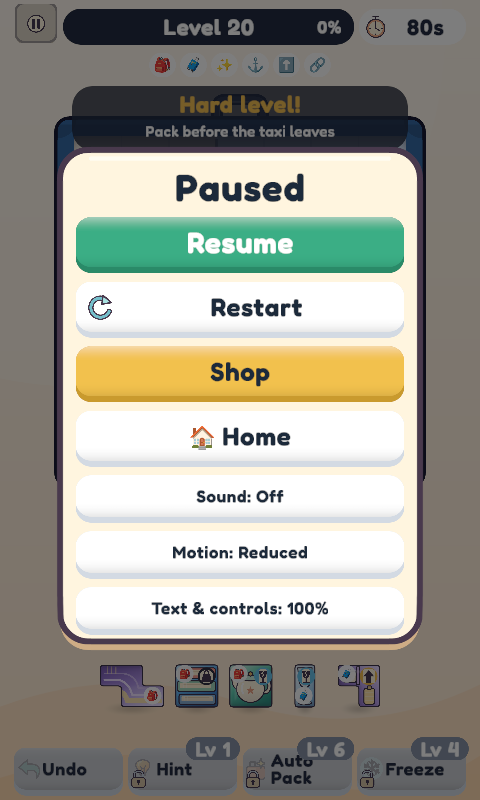 Level 20
0%
80s
Hard level!
Pack before the taxi leaves
Paused
Resume
Restart
Shop
Home
Sound: Off
Motion: Reduced
Text & controls: 100%
Lv 1
Lv 6
Lv 4
Undo
Hint
Auto
Pack
Freeze